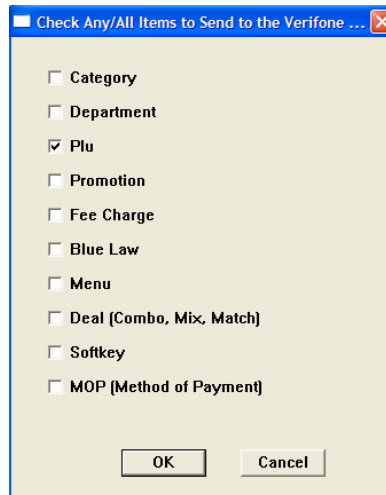 Check Any/All Items to Send to the Verifone ...
Category
Department
Plu
Promotion
Fee Charge
Blue Law
Menu
Deal (Combo, Mix, Match)
Softkey
MOP (Method of Payment)
OK Cancel